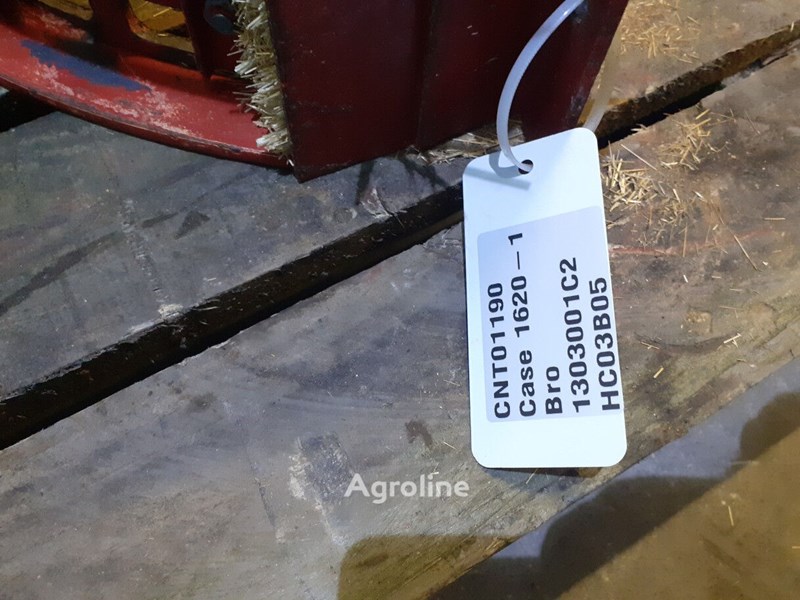 CNT01190
Case 1620 - 1
Bro
1303001C2
HC03B05
Agroline